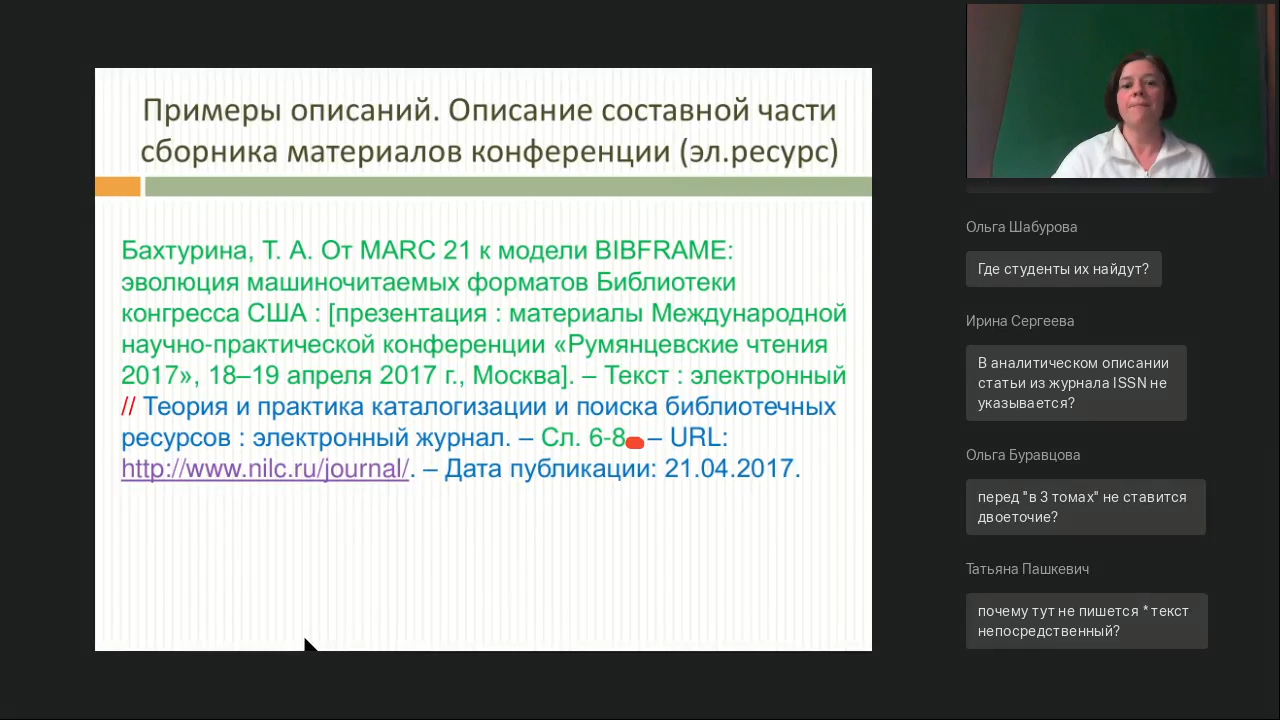 Примеры описаний. Описание составной части
сборника материалов конференции (эл.ресурс)
Бахтурина, Т. А. От MARC 21 к модели BIBFRAME:
эволюция машиночитаемых форматов Библиотеки
конгресса США : [презентация : материалы Международной
научно-практической конференции «Румянцевские чтения
2017», 18–19 апреля 2017 г., Москва]. – Текст : электронный
// Теория и практика каталогизации и поиска библиотечных
ресурсов : электронный журнал. – Сл. 6-8. – URL:
http://www.nilc.ru/journal/. – Дата публикации: 21.04.2017.
Ольга Шабурова
Где студенты их найдут?
Ирина Сергеева
В аналитическом описании
статьи из журнала ISSN не
указывается?
Ольга Буравцова
перед "в 3 томах" не ставится
двоеточие?
Татьяна Пашкевич
почему тут не пишется * текст
непосредственный?